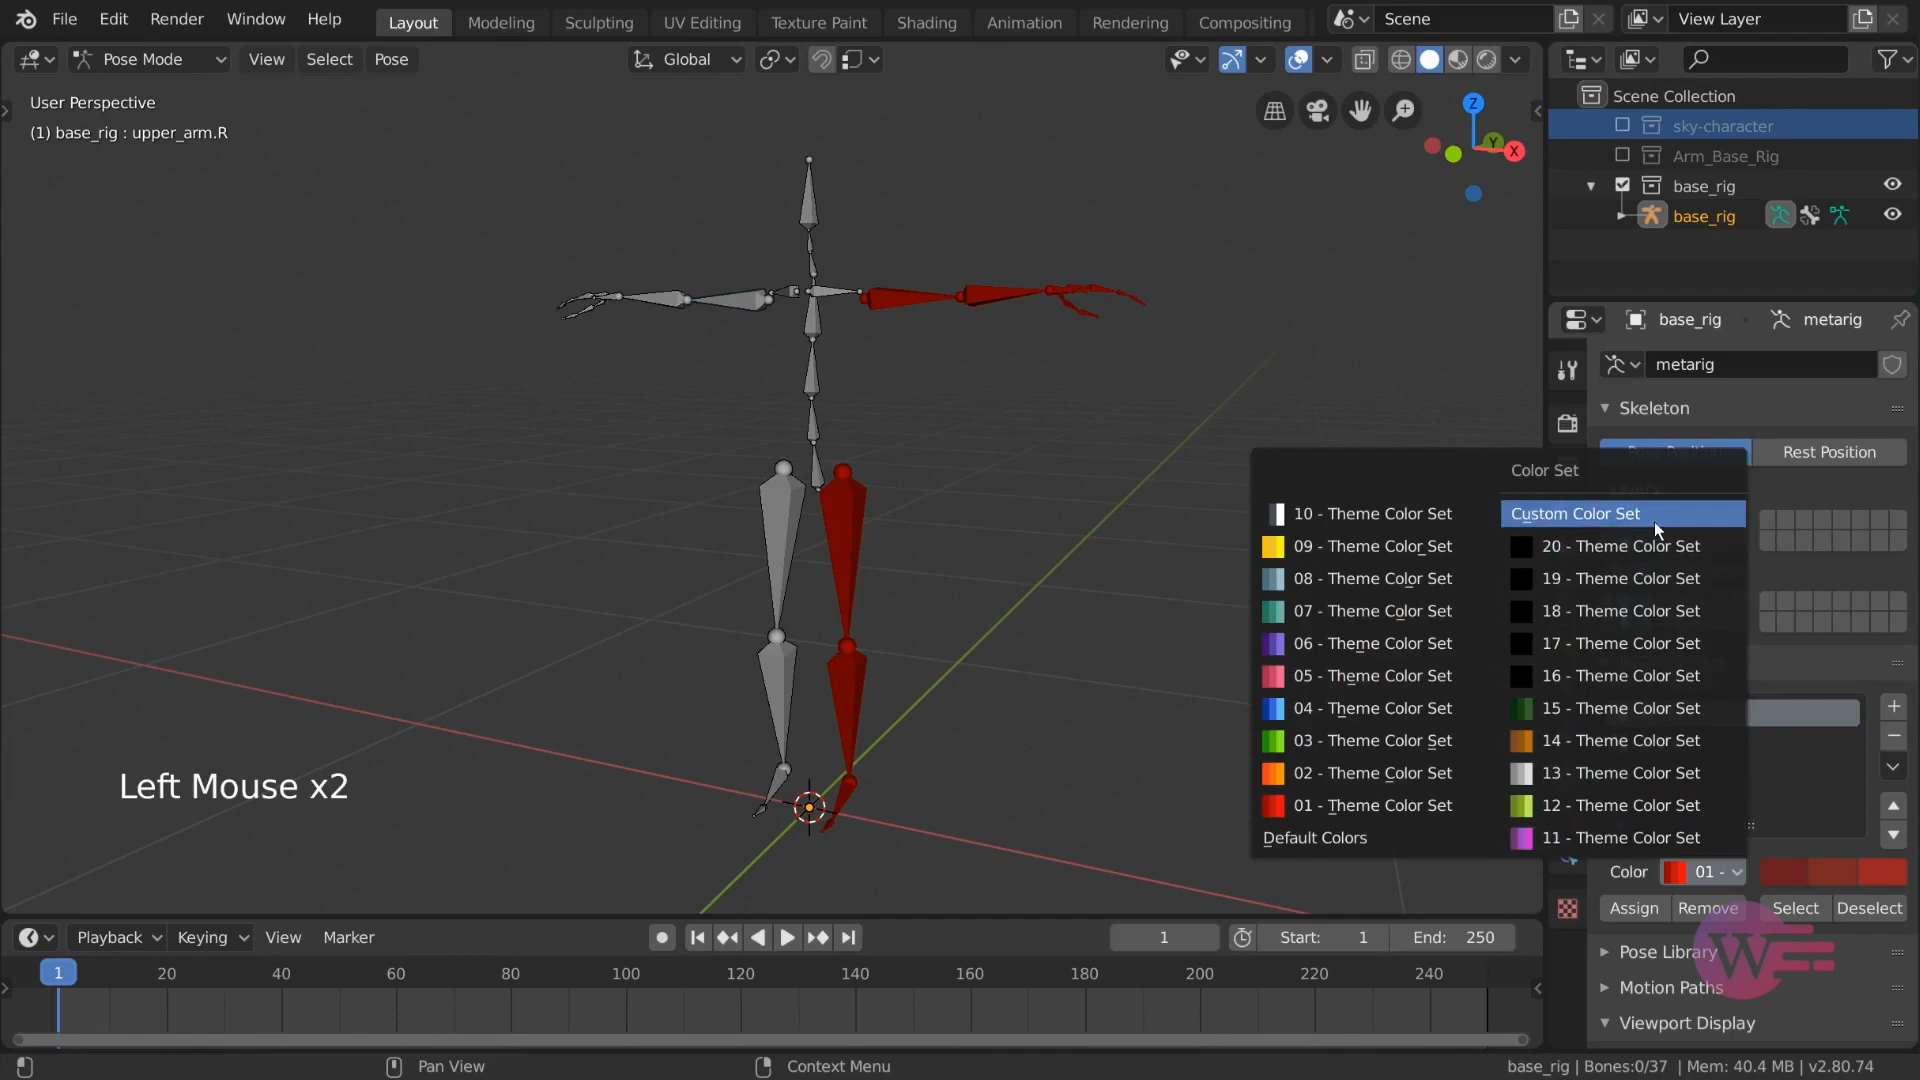 File Edit Render Window Help Layout Modeling Sculpting UV Editing Texture Paint Shading Animation Rendering Compositing Scene View Layer
Pose Mode View Select Pose Global
User Perspective
(1) base_rig : upper_arm.R
Z
Y
X
Scene Collection
sky-character
Arm_Base_Rig
base_rig
base_rig
base_rig metarig
metarig
Skeleton
Rest Position
Color Set
10 - Theme Color Set Custom Color Set
09 - Theme Color Set 20 - Theme Color Set
08 - Theme Color Set 19 - Theme Color Set
07 - Theme Color Set 18 - Theme Color Set
06 - Theme Color Set 17 - Theme Color Set
05 - Theme Color Set 16 - Theme Color Set
04 - Theme Color Set 15 - Theme Color Set
03 - Theme Color Set 14 - Theme Color Set
02 - Theme Color Set 13 - Theme Color Set
01 - Theme Color Set 12 - Theme Color Set
Default Colors 11 - Theme Color Set
Left Mouse x2
Color 01 -
Assign Remove Select Deselect
Pose Library
Motion Paths
Viewport Display
Playback Keying View Marker 1 Start: 1 End: 250
1 20 40 60 80 100 120 140 160 180 200 220 240
Pan View Context Menu base_rig | Bones:0/37 | Mem: 40.4 MB | v2.80.74